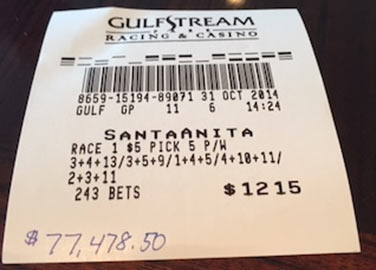 GULFSTREAM
PARK
RACING & CASINO
8659-15194-89071 31 OCT 2014
GULF GP 11 6 14:24
SANTAANITA
RACE 1 $5 PICK 5 P/W
3+4+13/3+5+9/1+4+5/4+10+11/
2+3+11
243 BETS $1215
$77,478.50